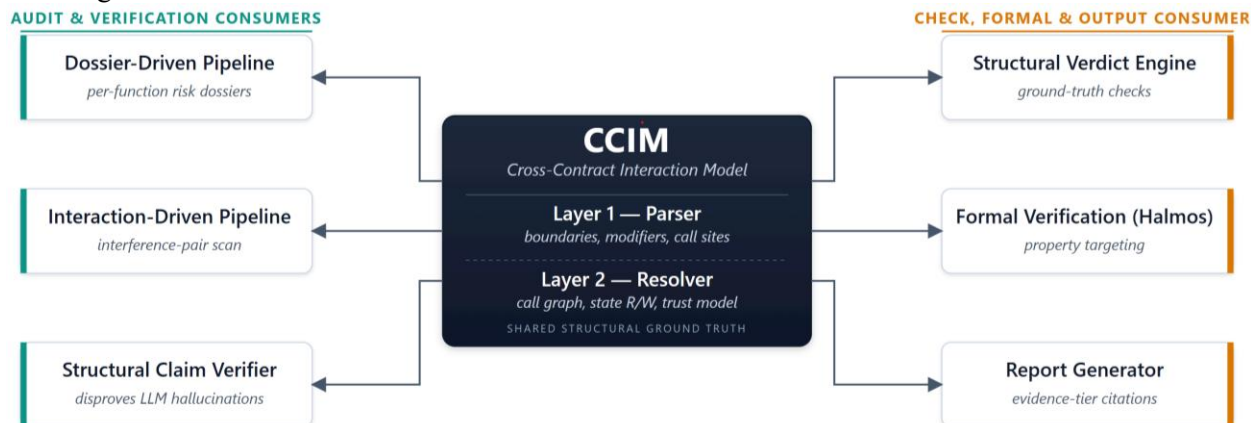 AUDIT & VERIFICATION CONSUMERS
Dossier-Driven Pipeline
per-function risk dossiers
Interaction-Driven Pipeline
interference-pair scan
Structural Claim Verifier
disproves LLM hallucinations
CCIM
Cross-Contract Interaction Model
Layer 1 — Parser
boundaries, modifiers, call sites
Layer 2 — Resolver
call graph, state R/W, trust model
SHARED STRUCTURAL GROUND TRUTH
CHECK, FORMAL & OUTPUT CONSUMER
Structural Verdict Engine
ground-truth checks
Formal Verification (Halmos)
property targeting
Report Generator
evidence-tier citations